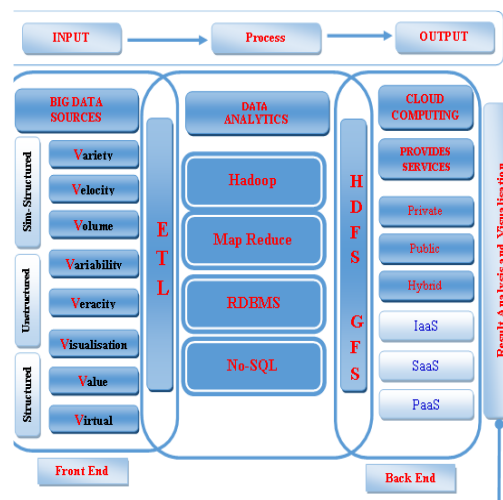 INPUT
Process
OUTPUT
BIG DATA
SOURCES
Sim-Structured
Unstructured
Structured
Variety
Velocity
Volume
Variability
Veracity
Visualisation
Value
Virtual
Front End
E
T
L
DATA
ANALYTICS
Hadoop
Map Reduce
RDBMS
No-SQL
H
D
F
S
G
F
S
CLOUD
COMPUTING
PROVIDES
SERVICES
Private
Public
Hybrid
IaaS
SaaS
PaaS
Back End
Result Analysis and Visualisation